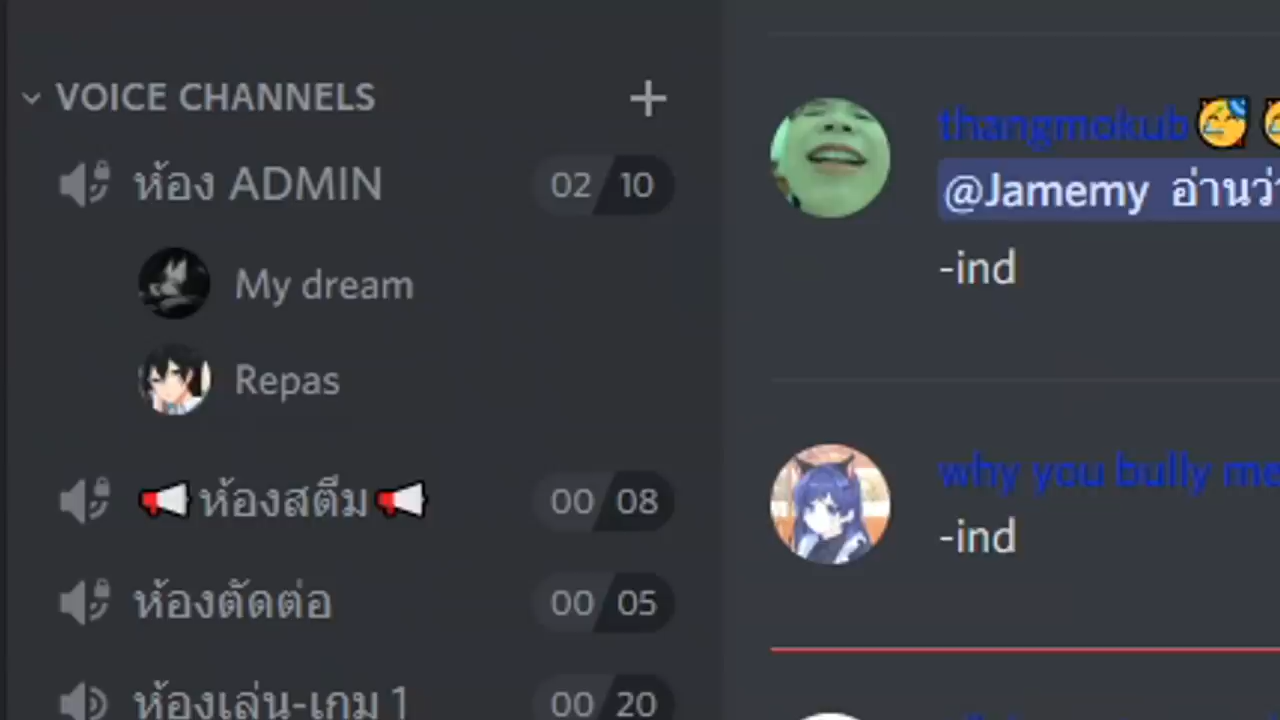 VOICE CHANNELS
ห้อง ADMIN 02 10
My dream
Repas
ห้องสตีม 00 08
ห้องตัดต่อ 00 05
ห้องเล่น-เกม 1 00 20
thangmokub
@Jamemy อ่านว่า
-ind
why you bully me
-ind